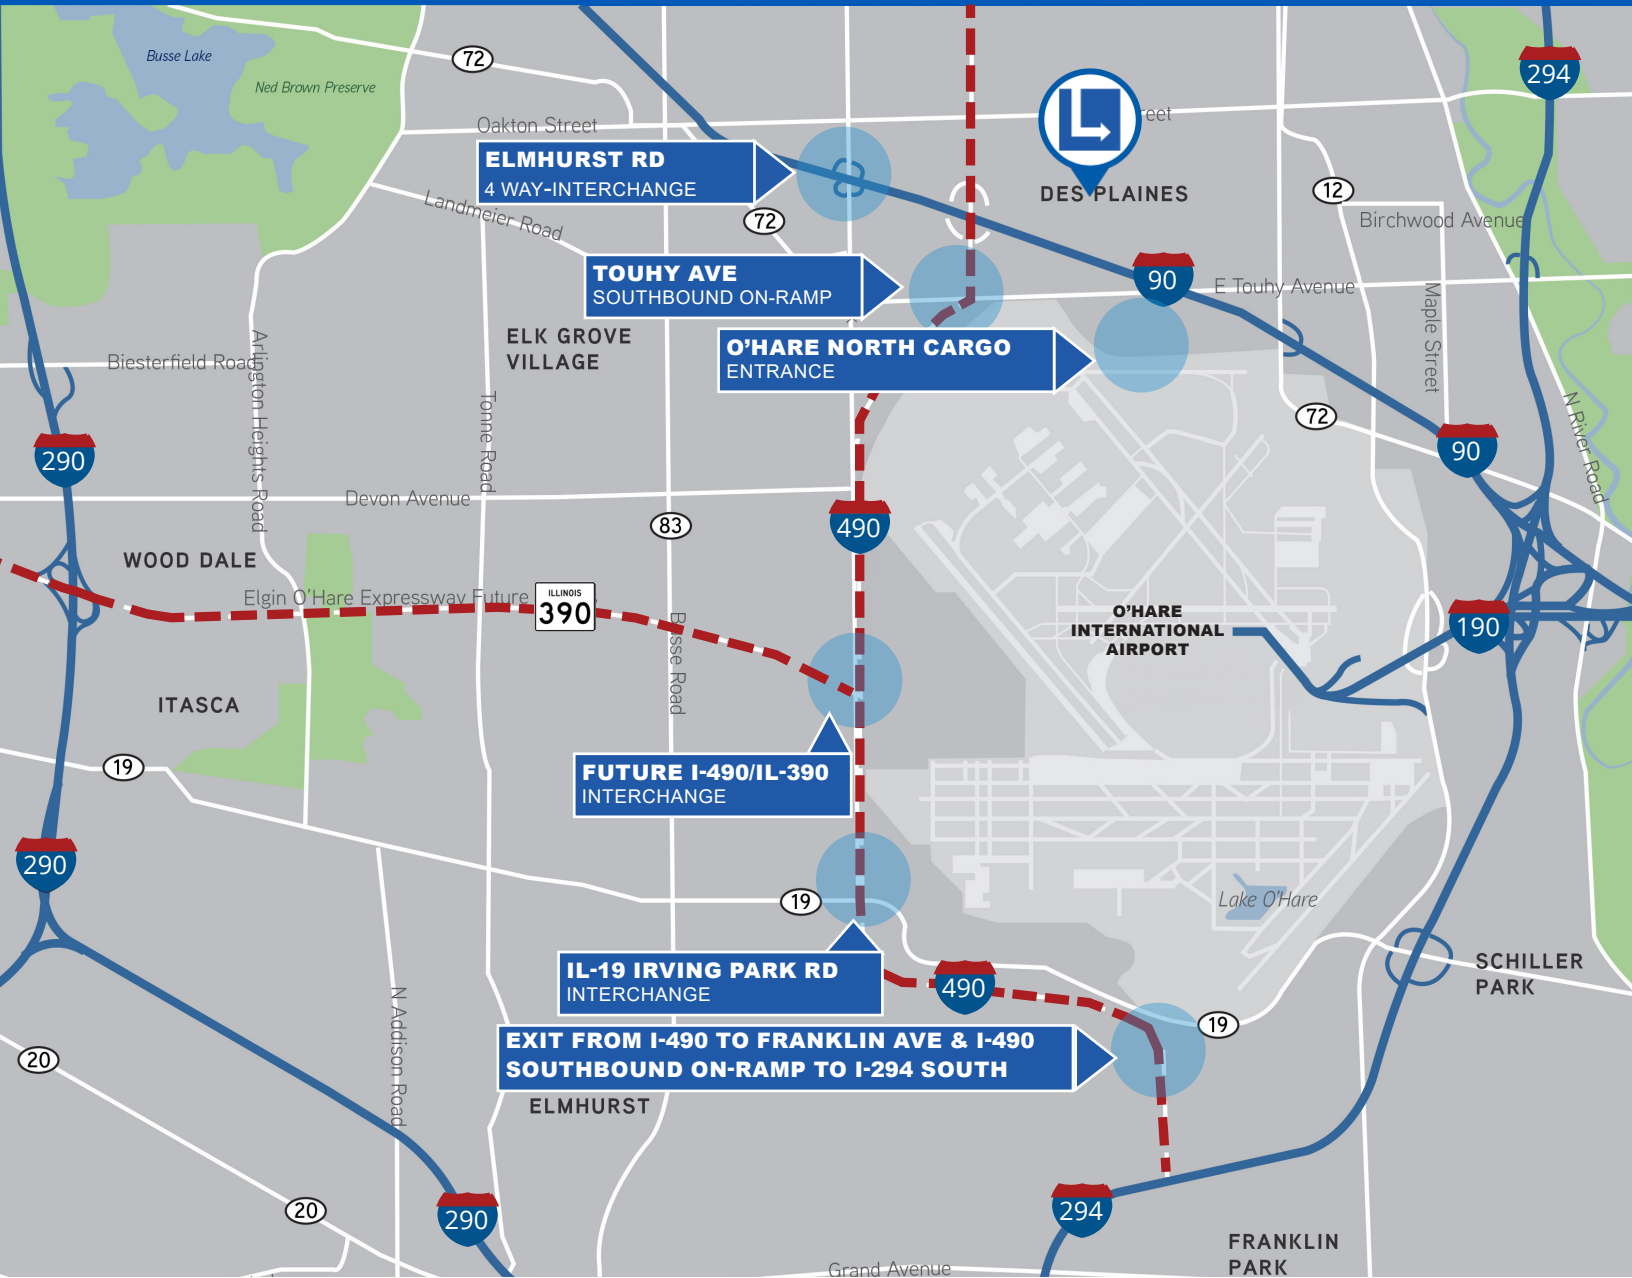 Busse Lake
Ned Brown Preserve
72
294
Oakton Street
eet
ELMHURST RD
4 WAY-INTERCHANGE
DES PLAINES
12
Landmeier Road
72
Birchwood Avenue
TOUHY AVE
SOUTHBOUND ON-RAMP
90
E Touhy Avenue
ELK GROVE
VILLAGE
O'HARE NORTH CARGO
ENTRANCE
Maple Street
Biesterfield Road
Arlington Heights Road
Tonne Road
72
N River Road
290
90
Devon Avenue
83
490
WOOD DALE
Elgin O'Hare Expressway Future
ILLINOIS
390
O'HARE
INTERNATIONAL
AIRPORT
190
Busse Road
ITASCA
19
FUTURE I-490/IL-390
INTERCHANGE
290
19
Lake O'Hare
IL-19 IRVING PARK RD
INTERCHANGE
490
SCHILLER
PARK
19
EXIT FROM I-490 TO FRANKLIN AVE & I-490
SOUTHBOUND ON-RAMP TO I-294 SOUTH
N Addison Road
20
ELMHURST
20
290
294
FRANKLIN
PARK
Grand Avenue